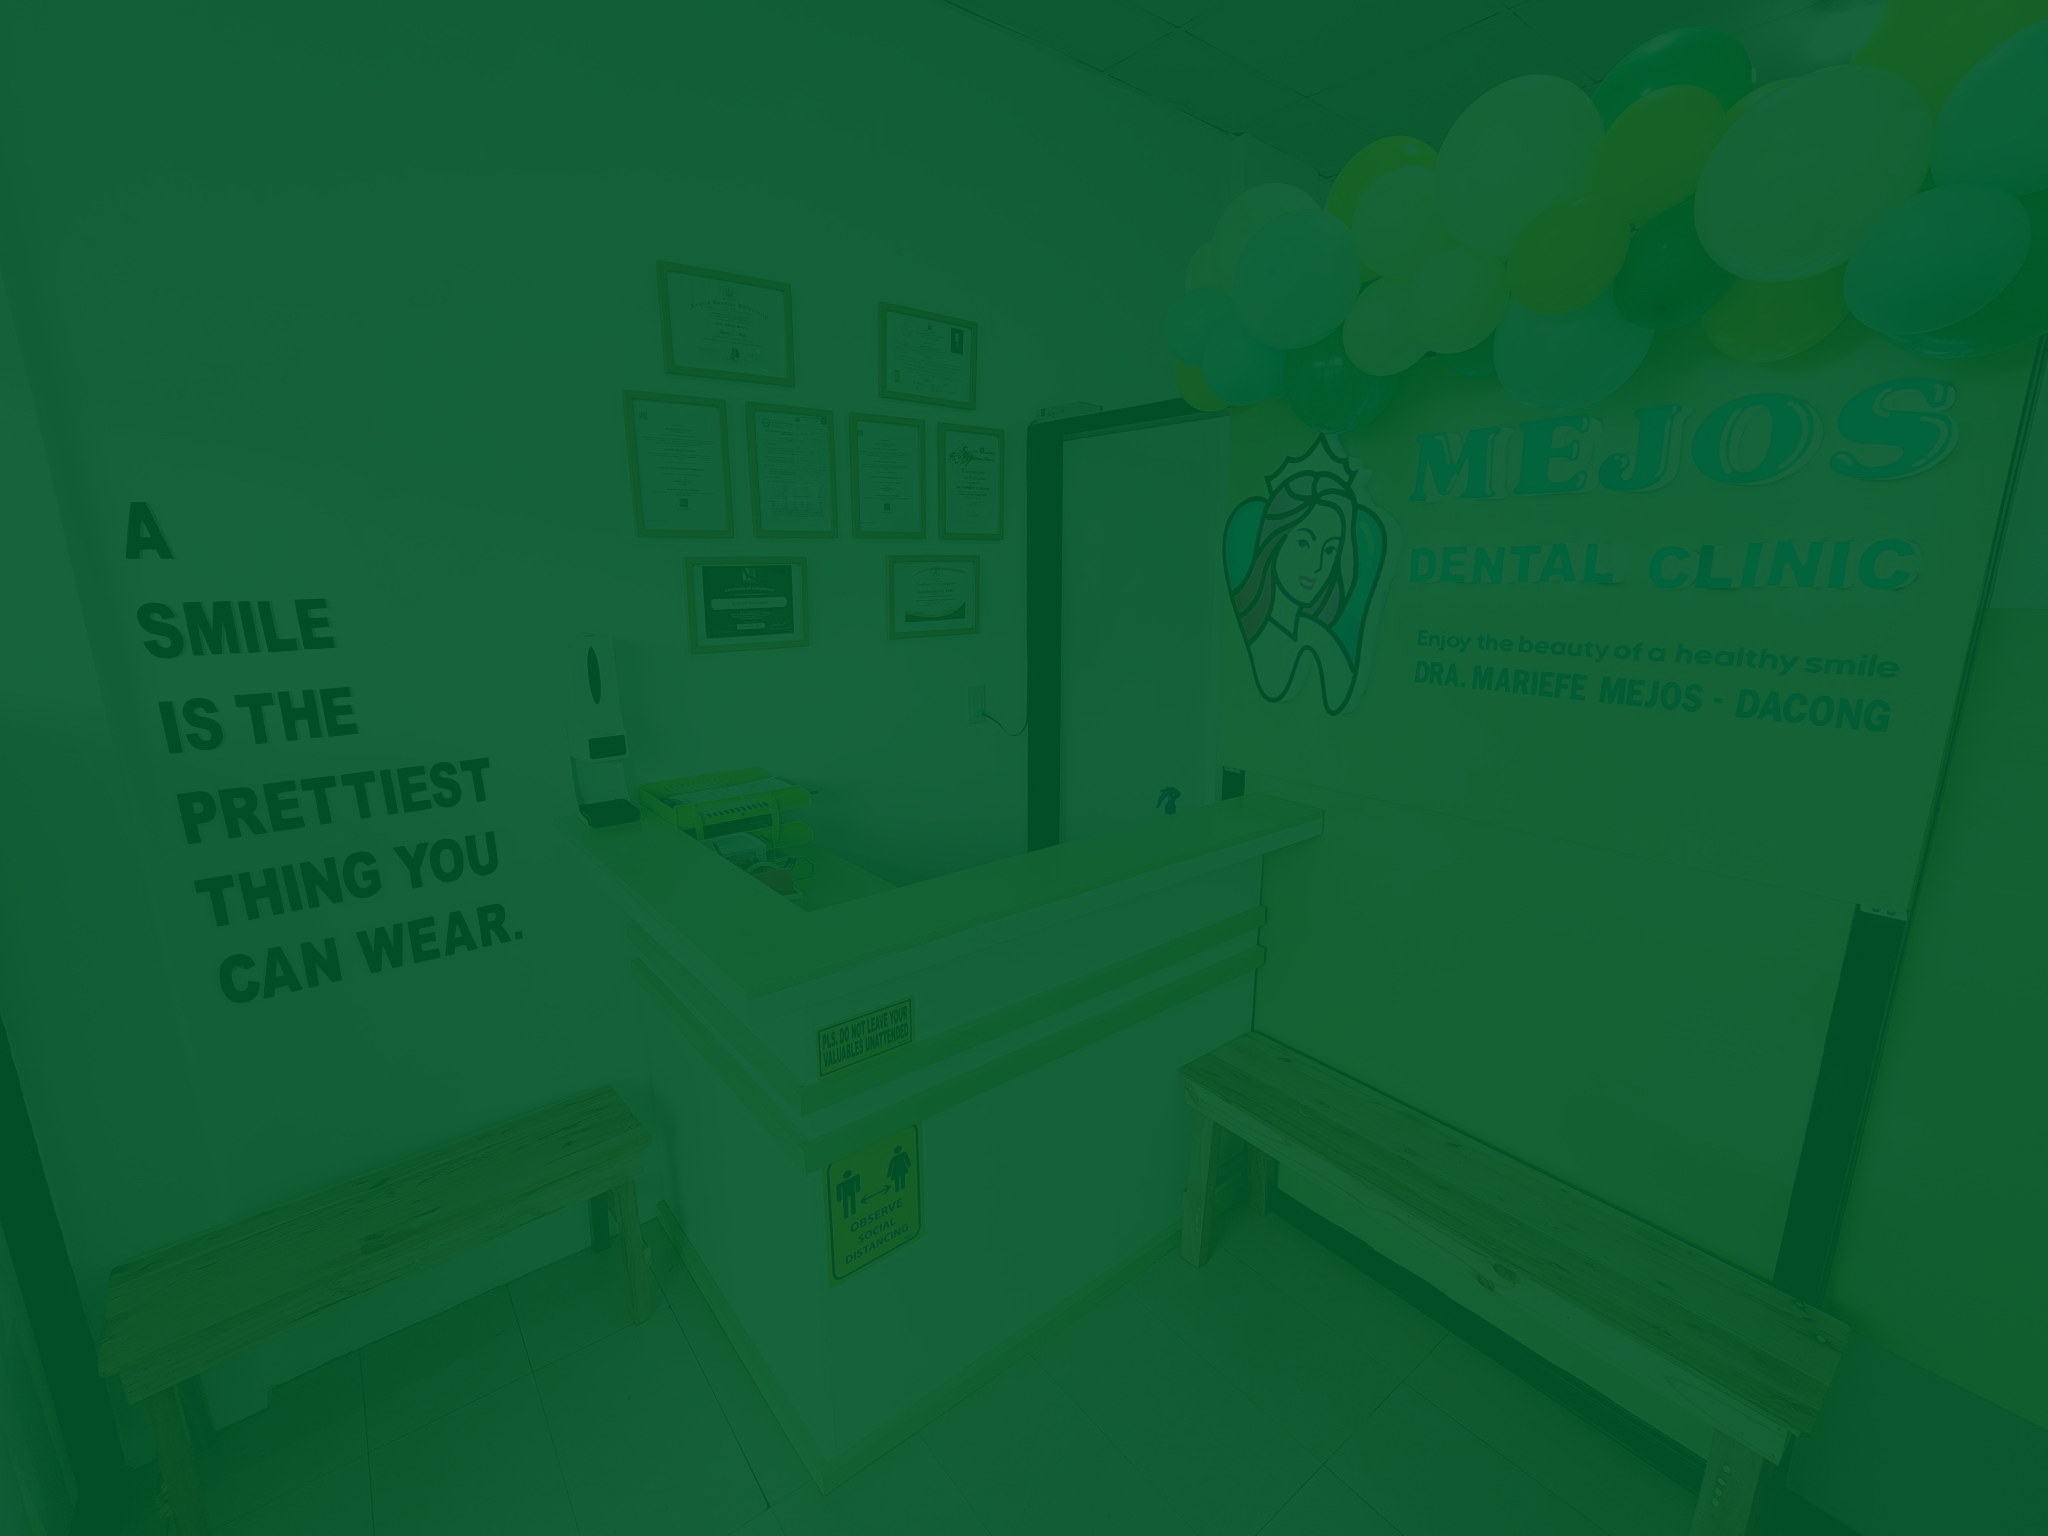 A
SMILE
IS THE
PRETTIEST
THING YOU
CAN WEAR.
MEJOS
DENTAL CLINIC
Enjoy the beauty of a healthy smile
DRA. MARIEFE MEJOS - DACONG
PLS. DO NOT LEAVE YOUR
VALUABLES UNATTENDED
OBSERVE
SOCIAL
DISTANCING